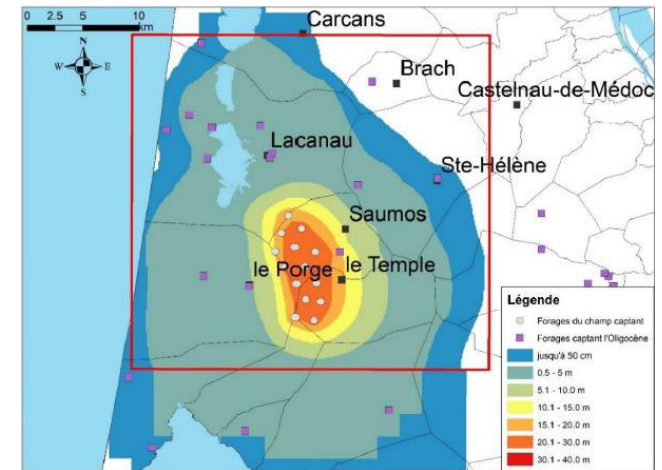 0 2.5 5 10
km
N
W E
S
Carcans
Brach
Castelnau-de-Médoc
Lacanau
Ste-Hélène
Saumos
le Porge
le Temple
Légende
Forages du champ captant
Forages captant l'Oligocène
jusqu'à 50 cm
0.5 - 5 m
5.1 - 10.0 m
10.1 - 15.0 m
15.1 - 20.0 m
20.1 - 30.0 m
30.1 - 40.0 m